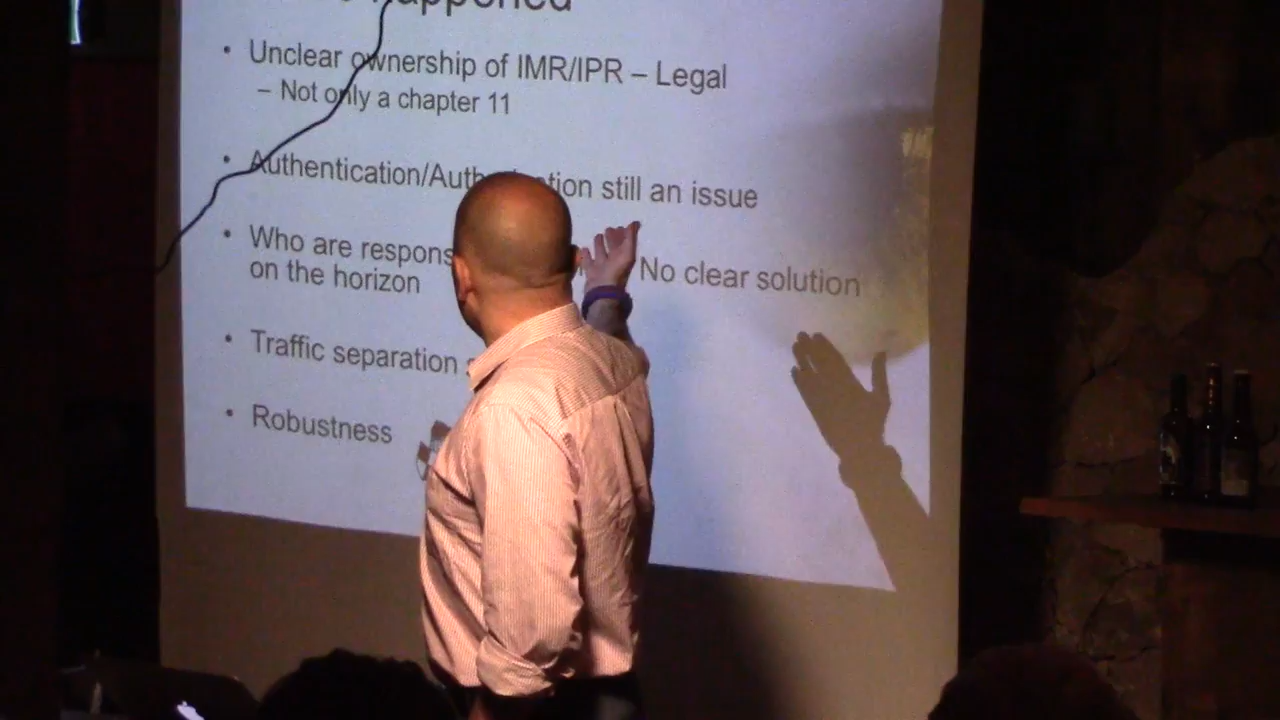 happened
• Unclear ownership of IMR/IPR – Legal
– Not only a chapter 11
• Authentication/Auth tion still an issue
• Who are respons No clear solution
on the horizon
• Traffic separation
• Robustness